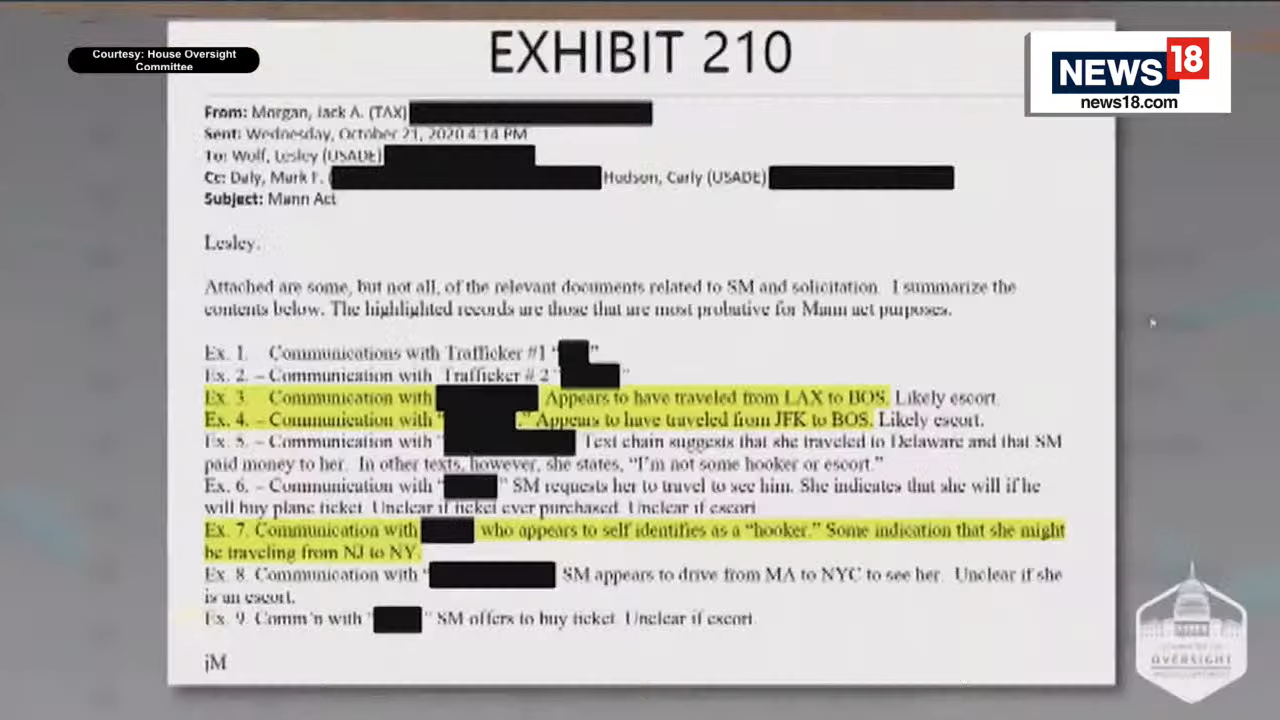 EXHIBIT 210
Courtesy: House Oversight
Committee
NEWS 18
news18.com
From: Morgan, Jack A. (TAX)
Sent: Wednesday, October 21, 2020 4:14 PM
To: Wolf, Lesley (USADE)
Cc: Daly, Mark F. ( Hudson, Carly (USADE)
Subject: Mann Act
Lesley,
Attached are some, but not all, of the relevant documents related to SM and solicitation. I summarize the
contents below. The highlighted records are those that are most probative for Mann act purposes.
Ex. 1. Communications with Trafficker #1 " "
Ex. 2. – Communication with Trafficker # 2 " "
Ex. 3. Communication with Appears to have traveled from LAX to BOS. Likely escort.
Ex. 4. – Communication with " ." Appears to have traveled from JFK to BOS. Likely escort.
Ex. 5. – Communication with " Text chain suggests that she traveled to Delaware and that SM
paid money to her. In other texts, however, she states, "I'm not some hooker or escort."
Ex. 6. – Communication with " " SM requests her to travel to see him. She indicates that she will if he
will buy plane ticket. Unclear if ticket ever purchased. Unclear if escort.
Ex. 7. Communication with who appears to self identifies as a "hooker." Some indication that she might
be traveling from NJ to NY.
Ex. 8. Communication with " SM appears to drive from MA to NYC to see her. Unclear if she
is an escort.
Ex. 9. Comm'n with " " SM offers to buy ticket. Unclear if escort.
jM
OVERSIGHT